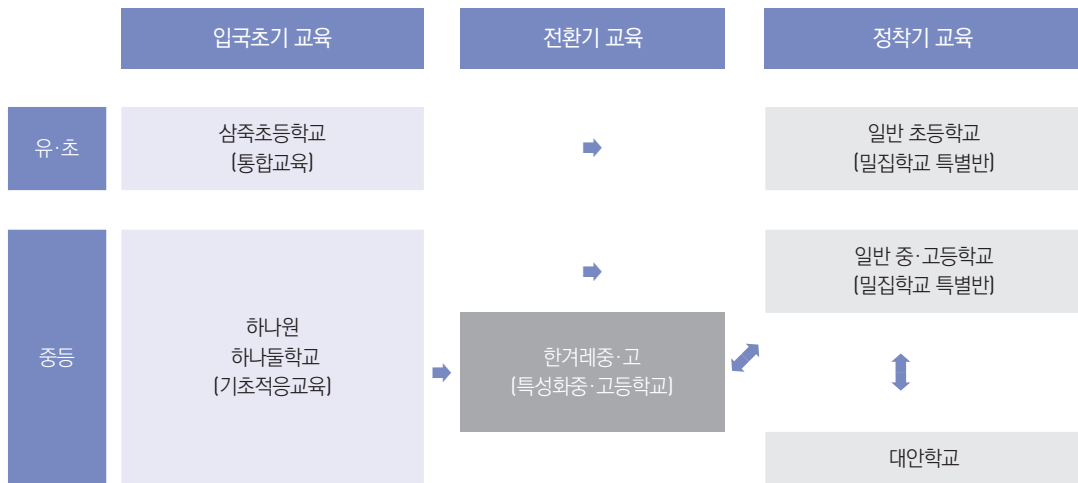 입국초기 교육
전환기 교육
정착기 교육
유·초
삼죽초등학교
(통합교육)
일반 초등학교
(밀집학교 특별반)
중등
하나원
하나둘학교
(기초적응교육)
한겨레중·고
(특성화중·고등학교)
일반 중·고등학교
(밀집학교 특별반)
대안학교